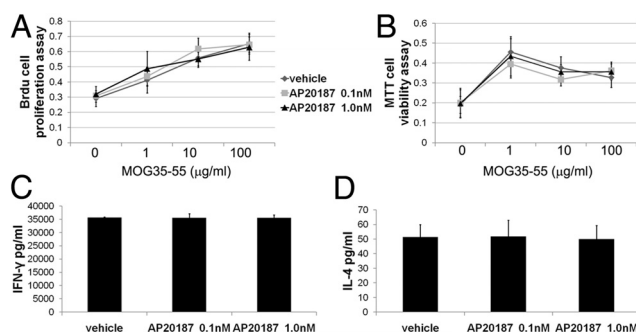 A
Brdu cell
proliferation assay
0.8
0.7
0.6
0.5
0.4
0.3
0.2
0.1
0
0 1 10 100
MOG35-55 (μg/ml)
vehicle
AP20187 0.1nM
AP20187 1.0nM
B
MTT cell
viability assay
0.6
0.5
0.4
0.3
0.2
0.1
0
0 1 10 100
MOG35-55 (μg/ml)
C
IFN-γ pg/ml
40000
35000
30000
25000
20000
15000
10000
5000
0
vehicle AP20187 0.1nM AP20187 1.0nM
D
IL-4 pg/ml
70
60
50
40
30
20
10
0
vehicle AP20187 0.1nM AP20187 1.0nM